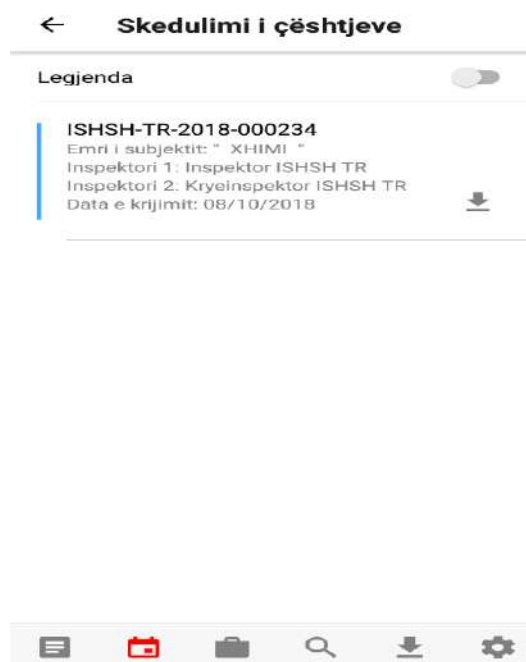 Skedulimi i çështjeve
Legjenda
ISHSH-TR-2018-000234
Emri i subjektit: " XHIMI "
Inspektori 1: Inspektor ISHSH TR
Inspektori 2: Kryeinspektor ISHSH TR
Data e krijimit: 08/10/2018